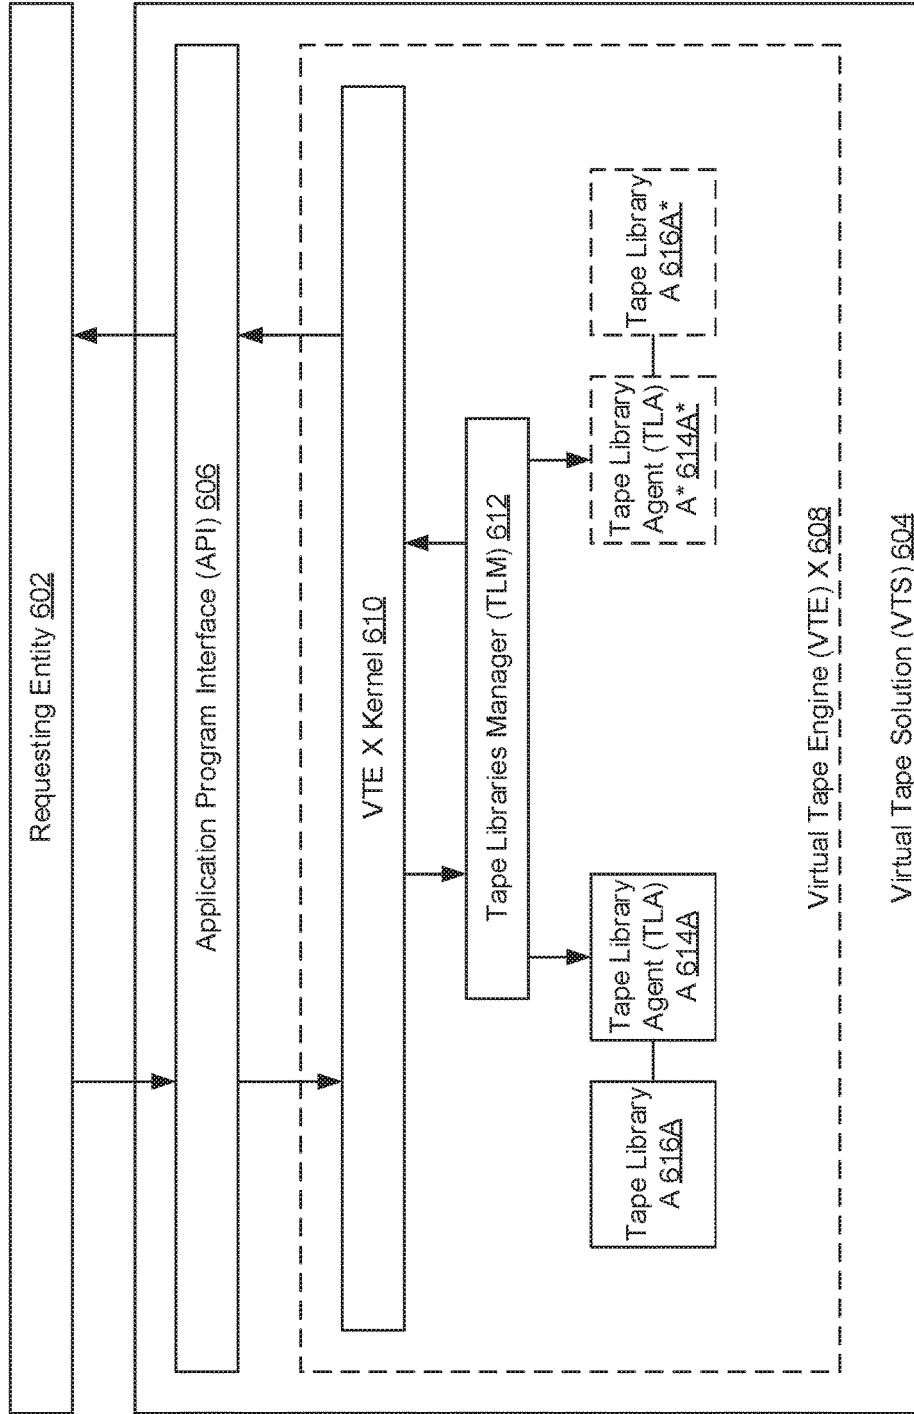 Requesting Entity 602
Application Program Interface (API) 606
VTE X Kernel 610
Tape Libraries Manager (TLM) 612
Tape Library
A 616A
Tape Library
Agent (TLA)
A 614A
Tape Library
Agent (TLA)
A* 614A*
Tape Library
A 616A*
Virtual Tape Engine (VTE) X 608
Virtual Tape Solution (VTS) 604